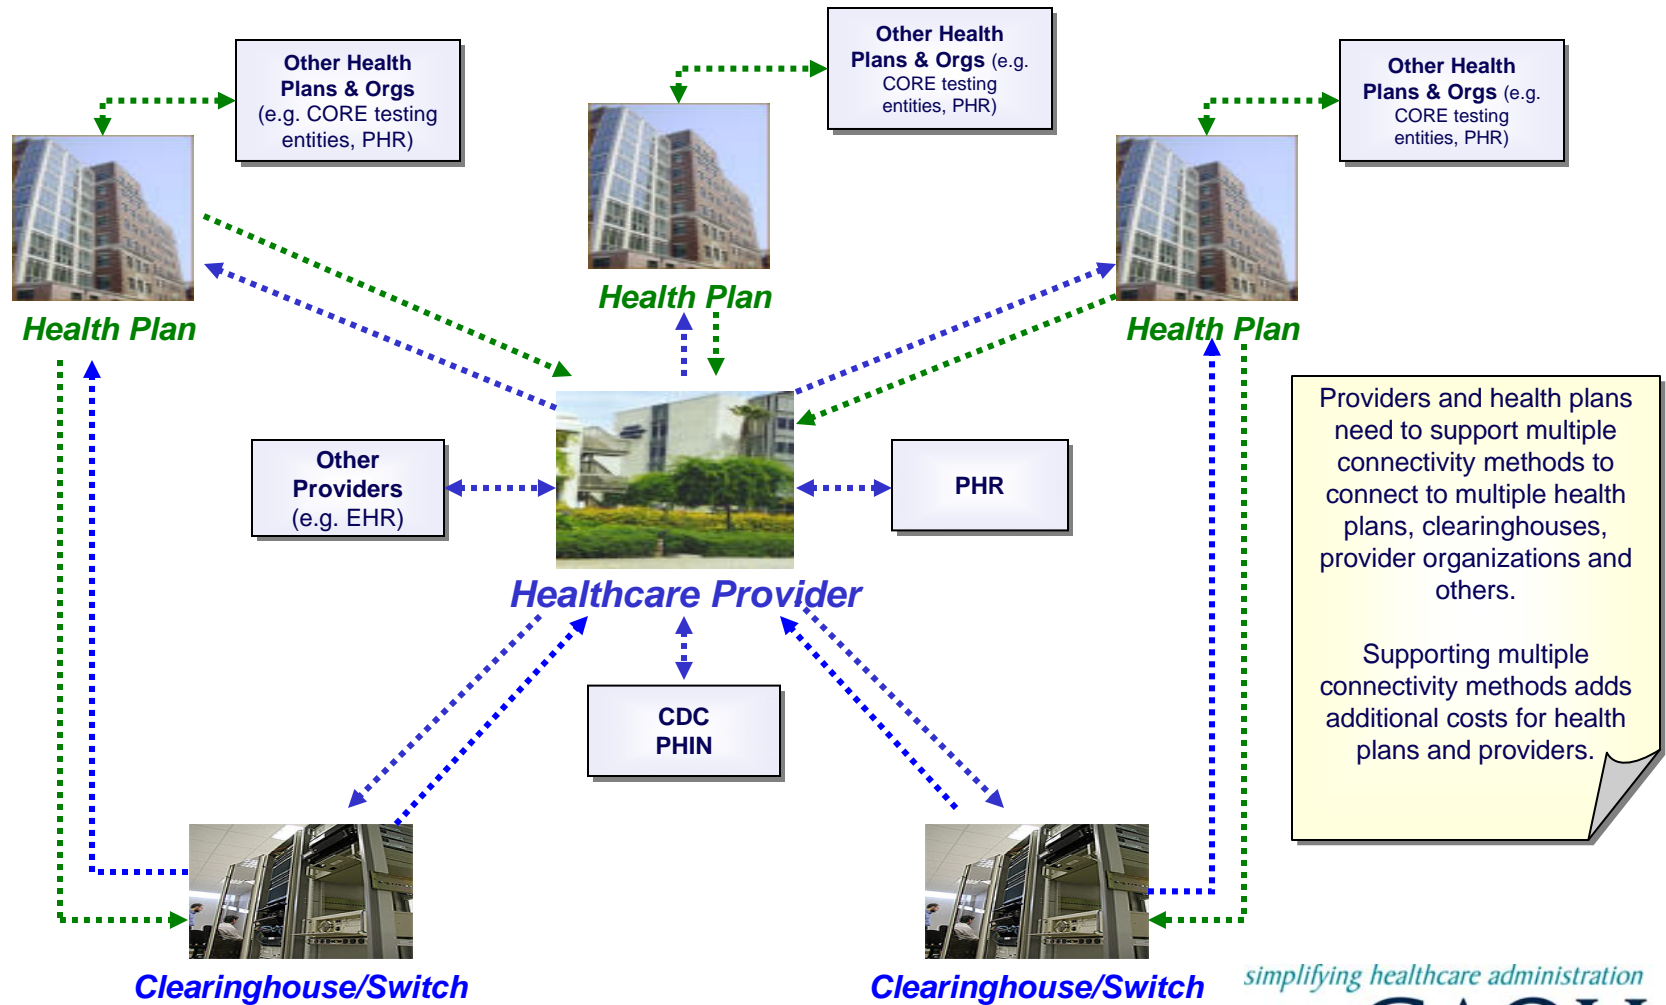 Other Health
Plans & Orgs
(e.g. CORE testing
entities, PHR)
Other Health
Plans & Orgs (e.g.
CORE testing
entities, PHR)
Other Health
Plans & Orgs (e.g.
CORE testing
entities, PHR)
Health Plan
Health Plan
Health Plan
Other
Providers
(e.g. EHR)
PHR
Healthcare Provider
CDC
PHIN
Providers and health plans
need to support multiple
connectivity methods to
connect to multiple health
plans, clearinghouses,
provider organizations and
others.
Supporting multiple
connectivity methods adds
additional costs for health
plans and providers.
Clearinghouse/Switch
Clearinghouse/Switch
simplifying healthcare administration